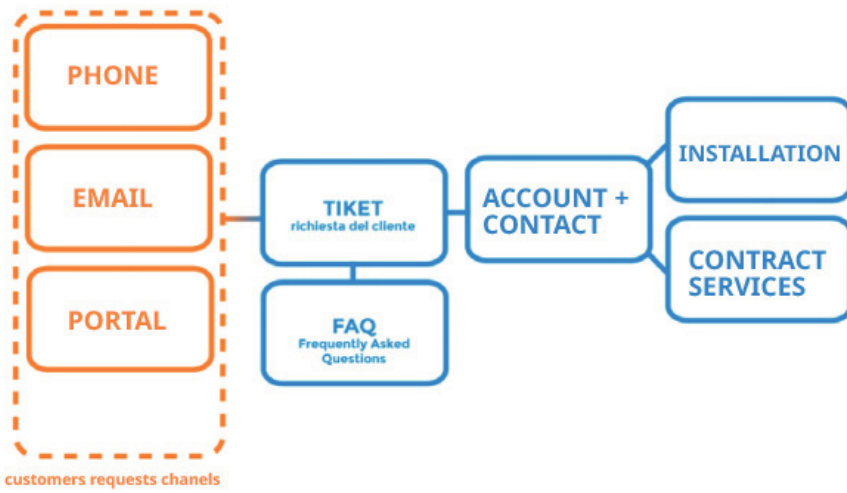 PHONE
EMAIL
PORTAL
customers requests chanels
TIKET
richiesta del cliente
FAQ
Frequently Asked
Questions
ACCOUNT +
CONTACT
INSTALLATION
CONTRACT
SERVICES